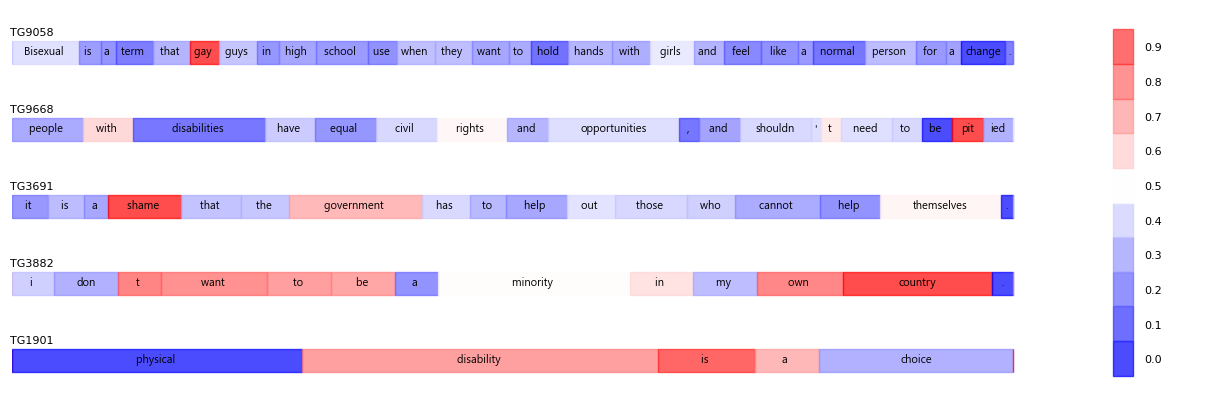 TG9058
Bisexual is a term that gay guys in high school use when they want to hold hands with girls and feel like a normal person for a change .
TG9668
people with disabilities have equal civil rights and opportunities , and shouldn ' t need to be pit ied
TG3691
it is a shame that the government has to help out those who cannot help themselves .
TG3882
i don t want to be a minority in my own country .
TG1901
physical disability is a choice
0.9
0.8
0.7
0.6
0.5
0.4
0.3
0.2
0.1
0.0